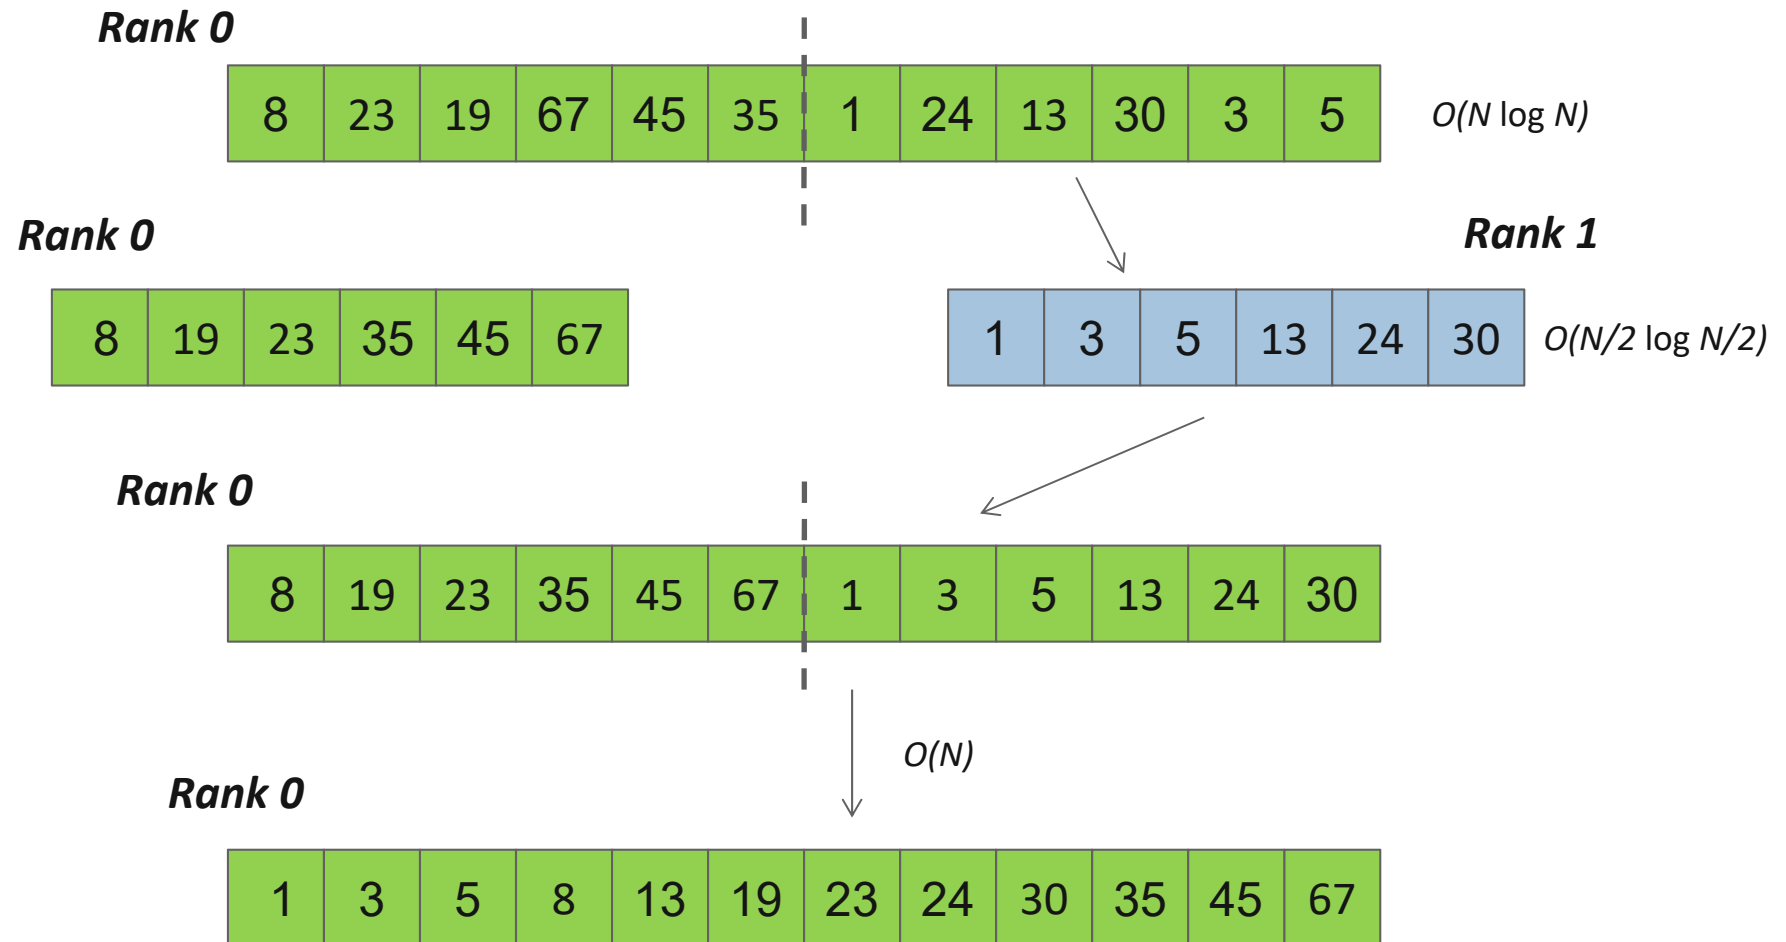 Rank 0
8 23 19 67 45 35 1 24 13 30 3 5 O(N log N)
Rank 0 Rank 1
8 19 23 35 45 67 1 3 5 13 24 30 O(N/2 log N/2)
Rank 0
8 19 23 35 45 67 1 3 5 13 24 30
O(N)
Rank 0
1 3 5 8 13 19 23 24 30 35 45 67